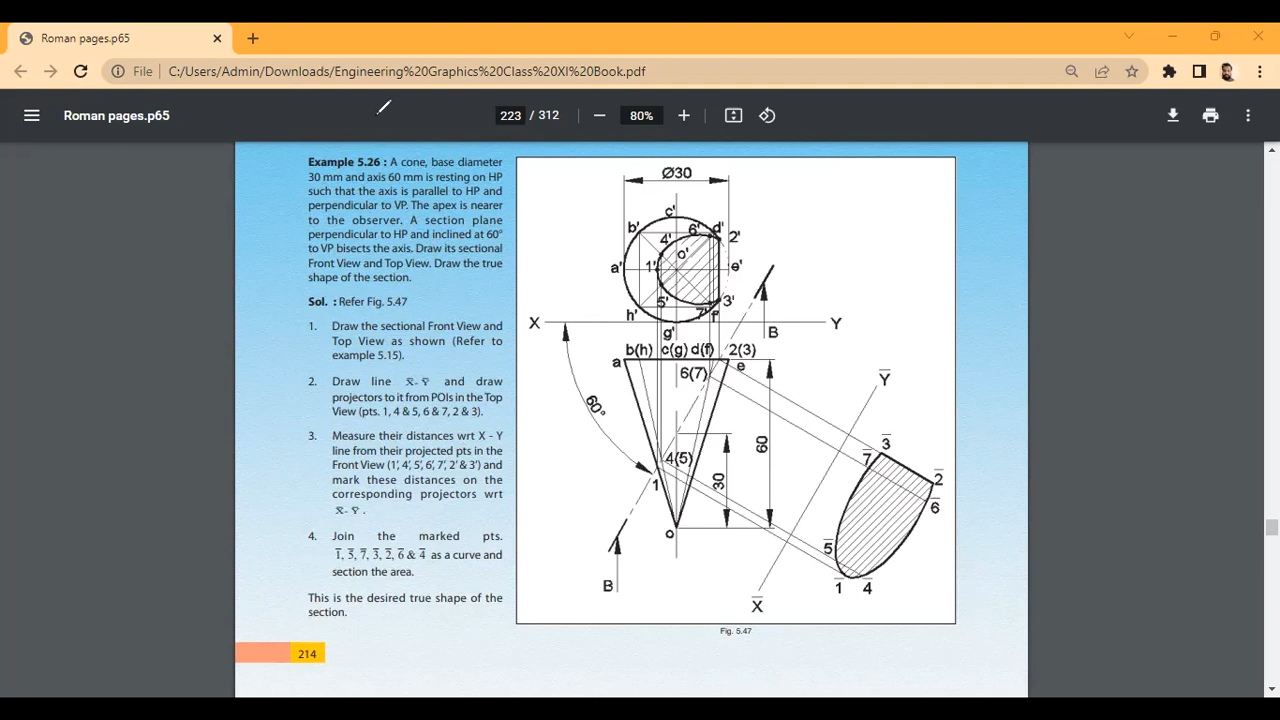 Roman pages.p65
File C:/Users/Admin/Downloads/Engineering%20Graphics%20Class%20XI%20Book.pdf
Roman pages.p65
223 / 312
80%
Example 5.26 : A cone, base diameter
30 mm and axis 60 mm is resting on HP
such that the axis is parallel to HP and
perpendicular to VP. The apex is nearer
to the observer. A section plane
perpendicular to HP and inclined at 60°
to VP bisects the axis. Draw its sectional
Front View and Top View. Draw the true
shape of the section.
Sol. : Refer Fig. 5.47
1. Draw the sectional Front View and
Top View as shown (Refer to
example 5.15).
2. Draw line X̅- Y̅ and draw
projectors to it from POIs in the Top
View (pts. 1, 4 & 5, 6 & 7, 2 & 3).
3. Measure their distances wrt X - Y
line from their projected pts in the
Front View (1', 4', 5', 6', 7', 2' & 3') and
mark these distances on the
corresponding projectors wrt
X̅- Y̅ .
4. Join the marked pts.
1̅, 5̅, 7̅, 3̅, 2̅, 6̅ & 4̅ as a curve and
section the area.
This is the desired true shape of the
section.
214
Ø30
c'
b' 6' d'
4' 2'
o'
a' 1' e'
5' 3'
h' 7' f'
X Y
g' B
b(h) c(g) d(f) 2(3)
a e
6(7)
Y̅
60°
60
3̅
4(5) 7̅
30 2̅
1 6̅
o
5̅
B 1̅ 4̅
X̅
Fig. 5.47